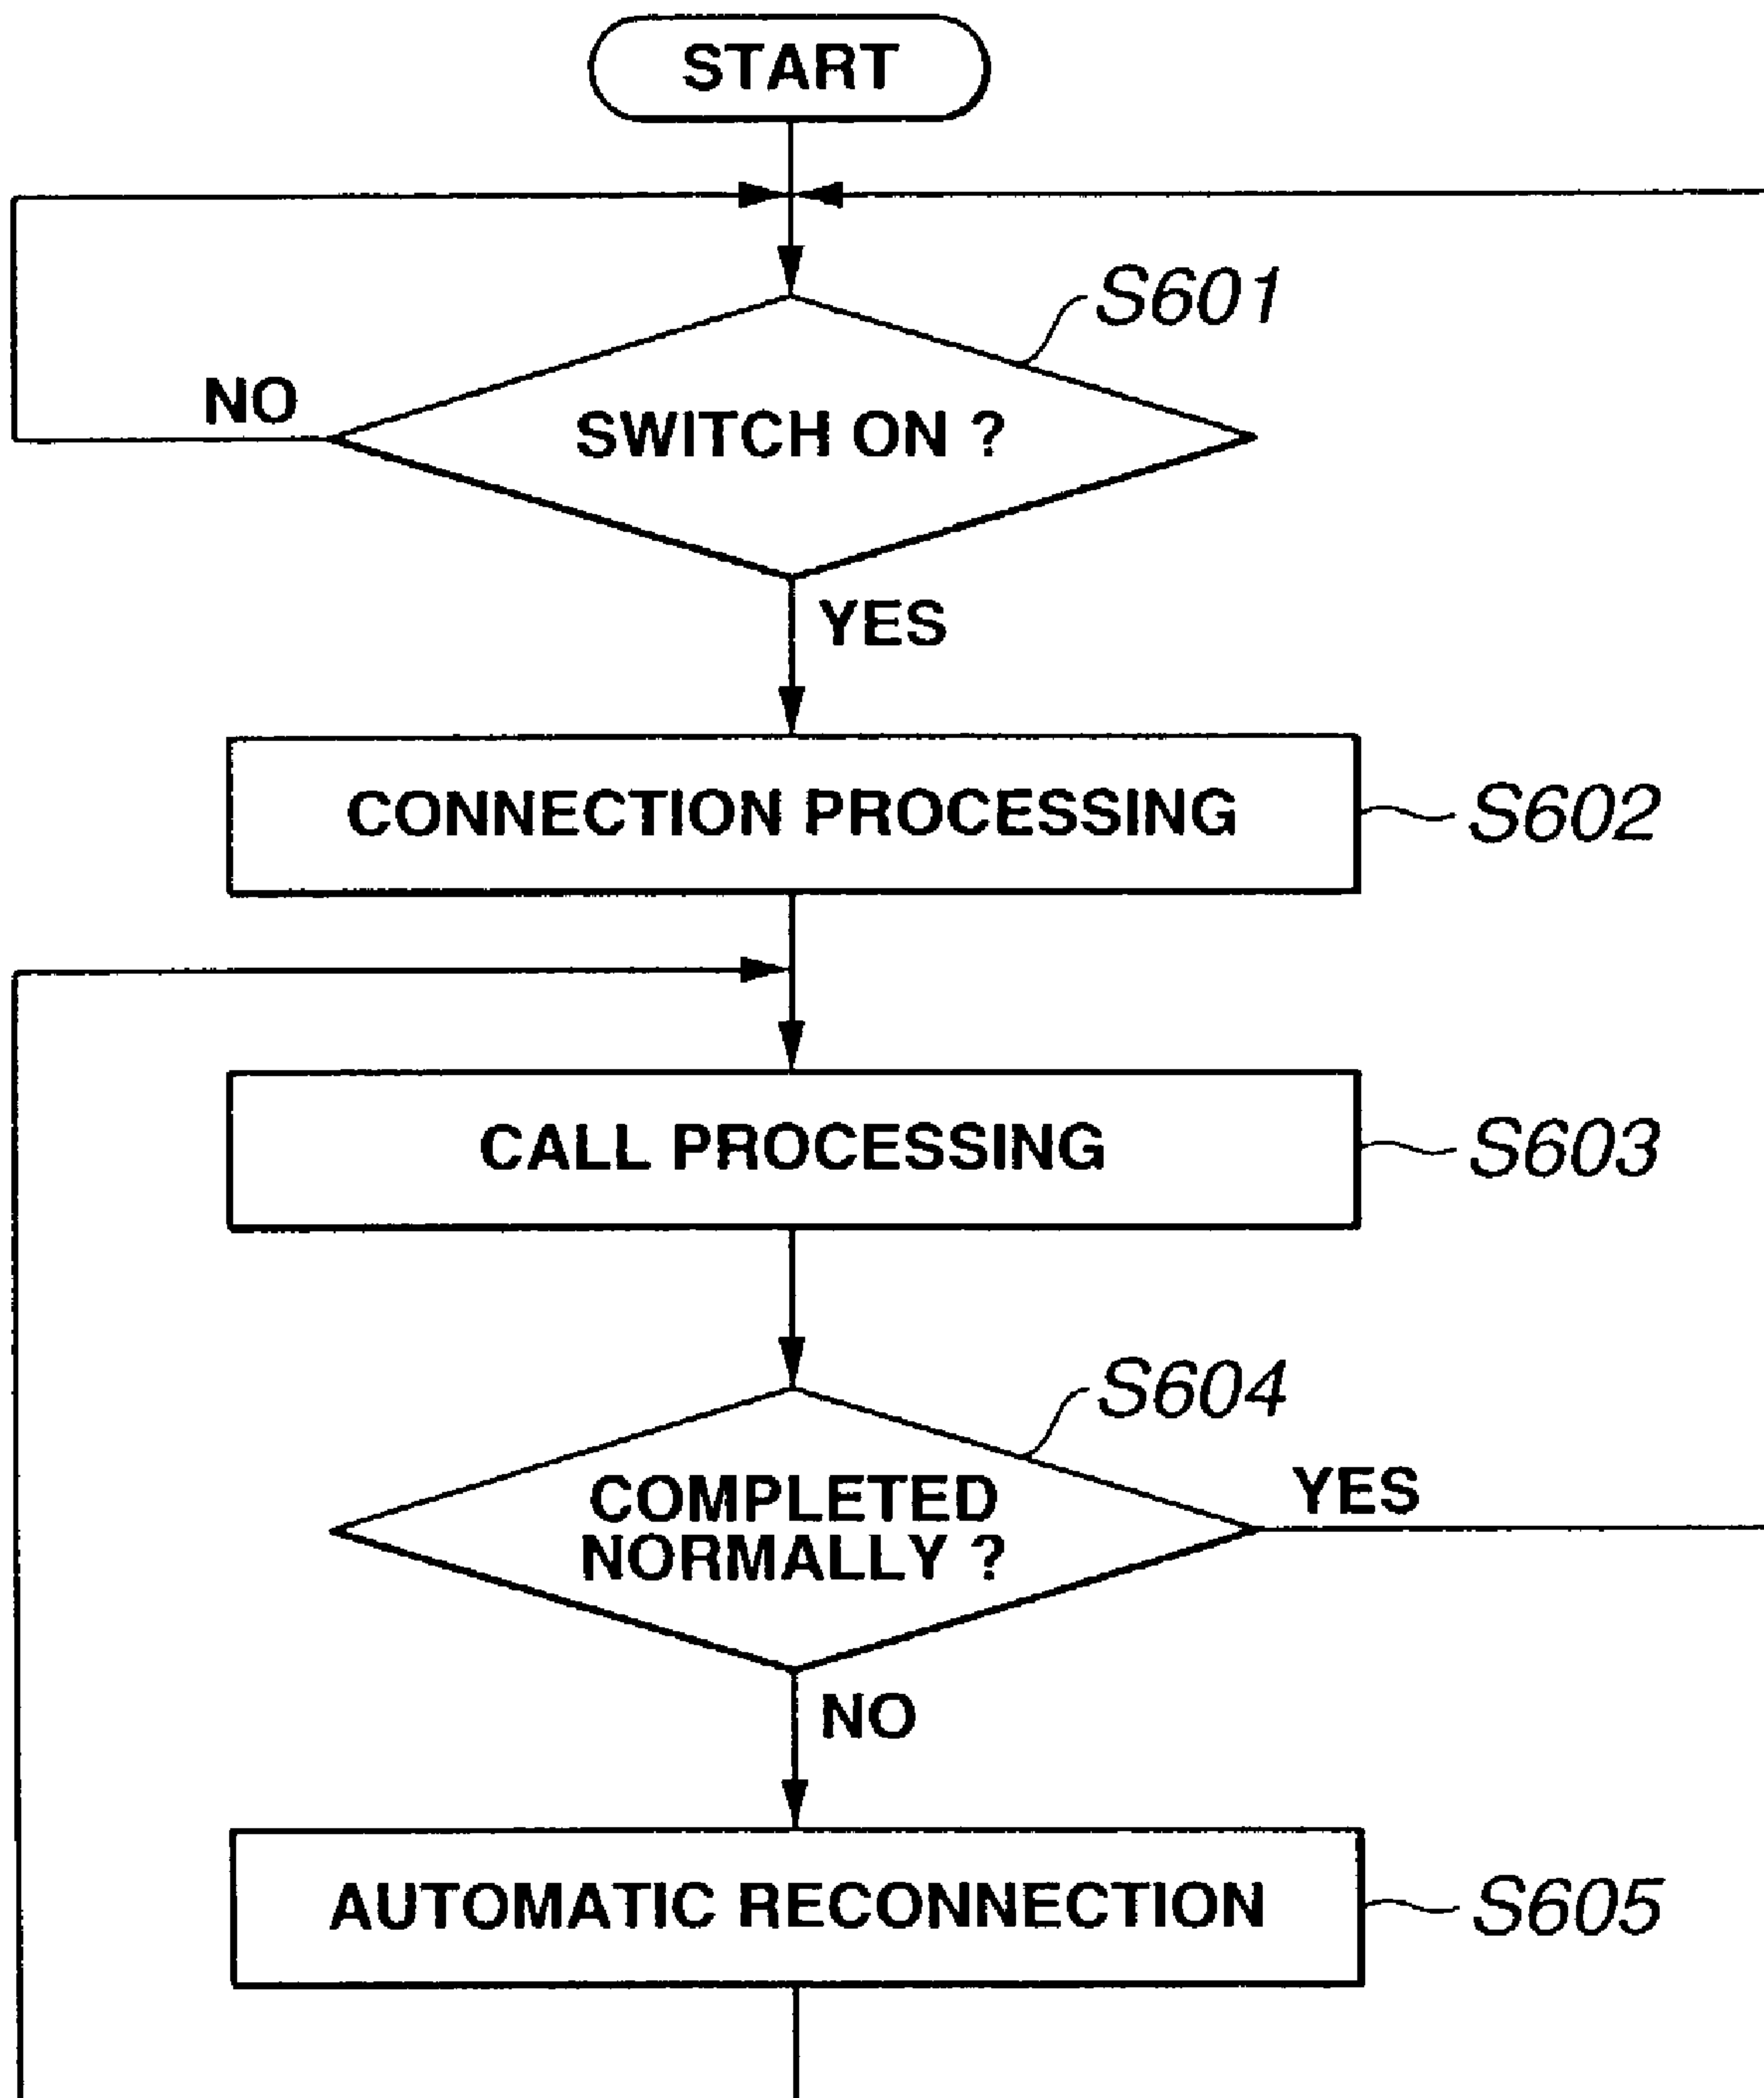 START
S601
NO
SWITCH ON ?
YES
CONNECTION PROCESSING
S602
CALL PROCESSING
S603
S604
COMPLETED
NORMALLY ?
YES
NO
AUTOMATIC RECONNECTION
S605